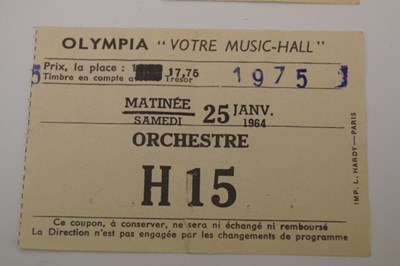 OLYMPIA "VOTRE MUSIC-HALL"
Prix, la place : 17,75
Timbre en compte a Trésor
5 1975
MATINÉE
SAMEDI 25 JANV.
1964
ORCHESTRE
H 15
Ce coupon, à conserver, ne sera ni échangé ni remboursé
La Direction n'est pas engagée par les changements de programme
IMP. L. HARDY—PARIS